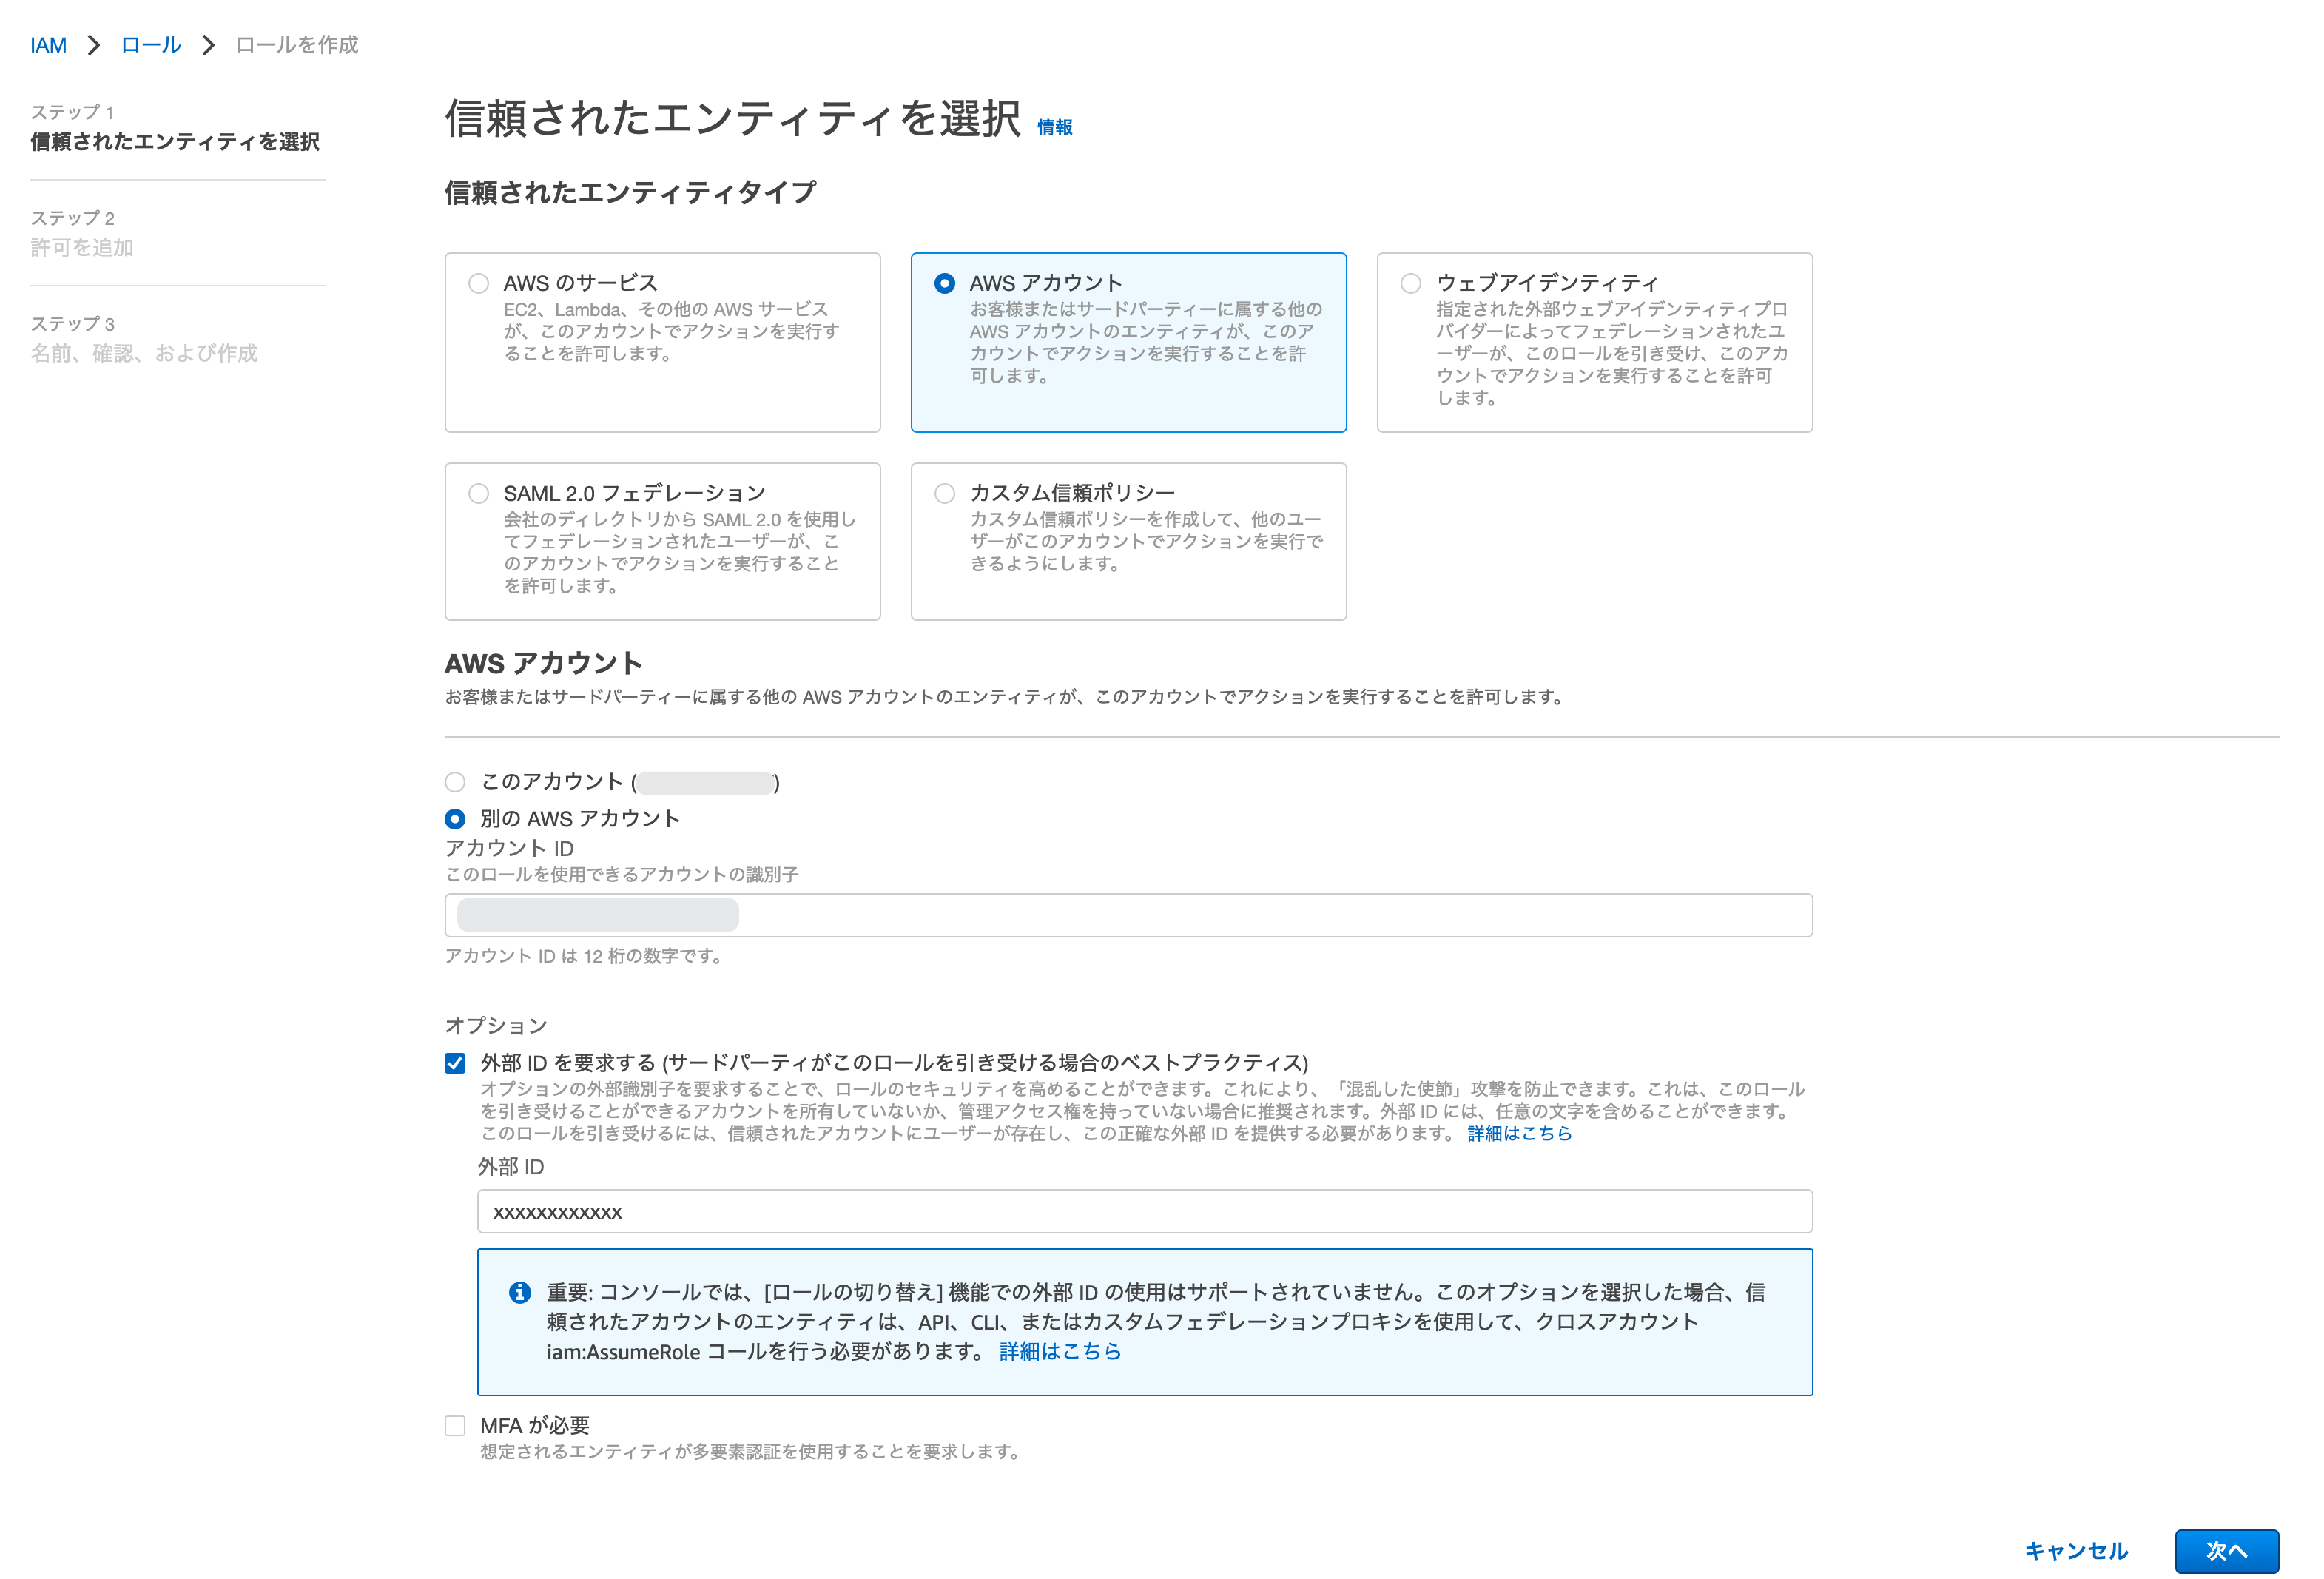 IAM > ロール > ロールを作成
ステップ 1
信頼されたエンティティを選択
ステップ 2
許可を追加
ステップ 3
名前、確認、および作成
信頼されたエンティティを選択 情報
信頼されたエンティティタイプ
AWS のサービス
EC2、Lambda、その他の AWS サービス
が、このアカウントでアクションを実行す
ることを許可します。
AWS アカウント
お客様またはサードパーティーに属する他の
AWS アカウントのエンティティが、このア
カウントでアクションを実行することを許
可します。
ウェブアイデンティティ
指定された外部ウェブアイデンティティプロ
バイダーによってフェデレーションされたユ
ーザーが、このロールを引き受け、このアカ
ウントでアクションを実行することを許可
します。
SAML 2.0 フェデレーション
会社のディレクトリから SAML 2.0 を使用し
てフェデレーションされたユーザーが、こ
のアカウントでアクションを実行すること
を許可します。
カスタム信頼ポリシー
カスタム信頼ポリシーを作成して、他のユー
ザーがこのアカウントでアクションを実行で
きるようにします。
AWS アカウント
お客様またはサードパーティーに属する他の AWS アカウントのエンティティが、このアカウントでアクションを実行することを許可します。
このアカウント ( )
別の AWS アカウント
アカウント ID
このロールを使用できるアカウントの識別子
アカウント ID は 12 桁の数字です。
オプション
外部 ID を要求する (サードパーティがこのロールを引き受ける場合のベストプラクティス)
オプションの外部識別子を要求することで、ロールのセキュリティを高めることができます。これにより、「混乱した使節」攻撃を防止できます。これは、このロール
を引き受けることができるアカウントを所有していないか、管理アクセス権を持っていない場合に推奨されます。外部 ID には、任意の文字を含めることができます。
このロールを引き受けるには、信頼されたアカウントにユーザーが存在し、この正確な外部 ID を提供する必要があります。 詳細はこちら
外部 ID
xxxxxxxxxxxx
重要: コンソールでは、[ロールの切り替え] 機能での外部 ID の使用はサポートされていません。このオプションを選択した場合、信
頼されたアカウントのエンティティは、API、CLI、またはカスタムフェデレーションプロキシを使用して、クロスアカウント
iam:AssumeRole コールを行う必要があります。 詳細はこちら
MFA が必要
想定されるエンティティが多要素認証を使用することを要求します。
キャンセル 次へ